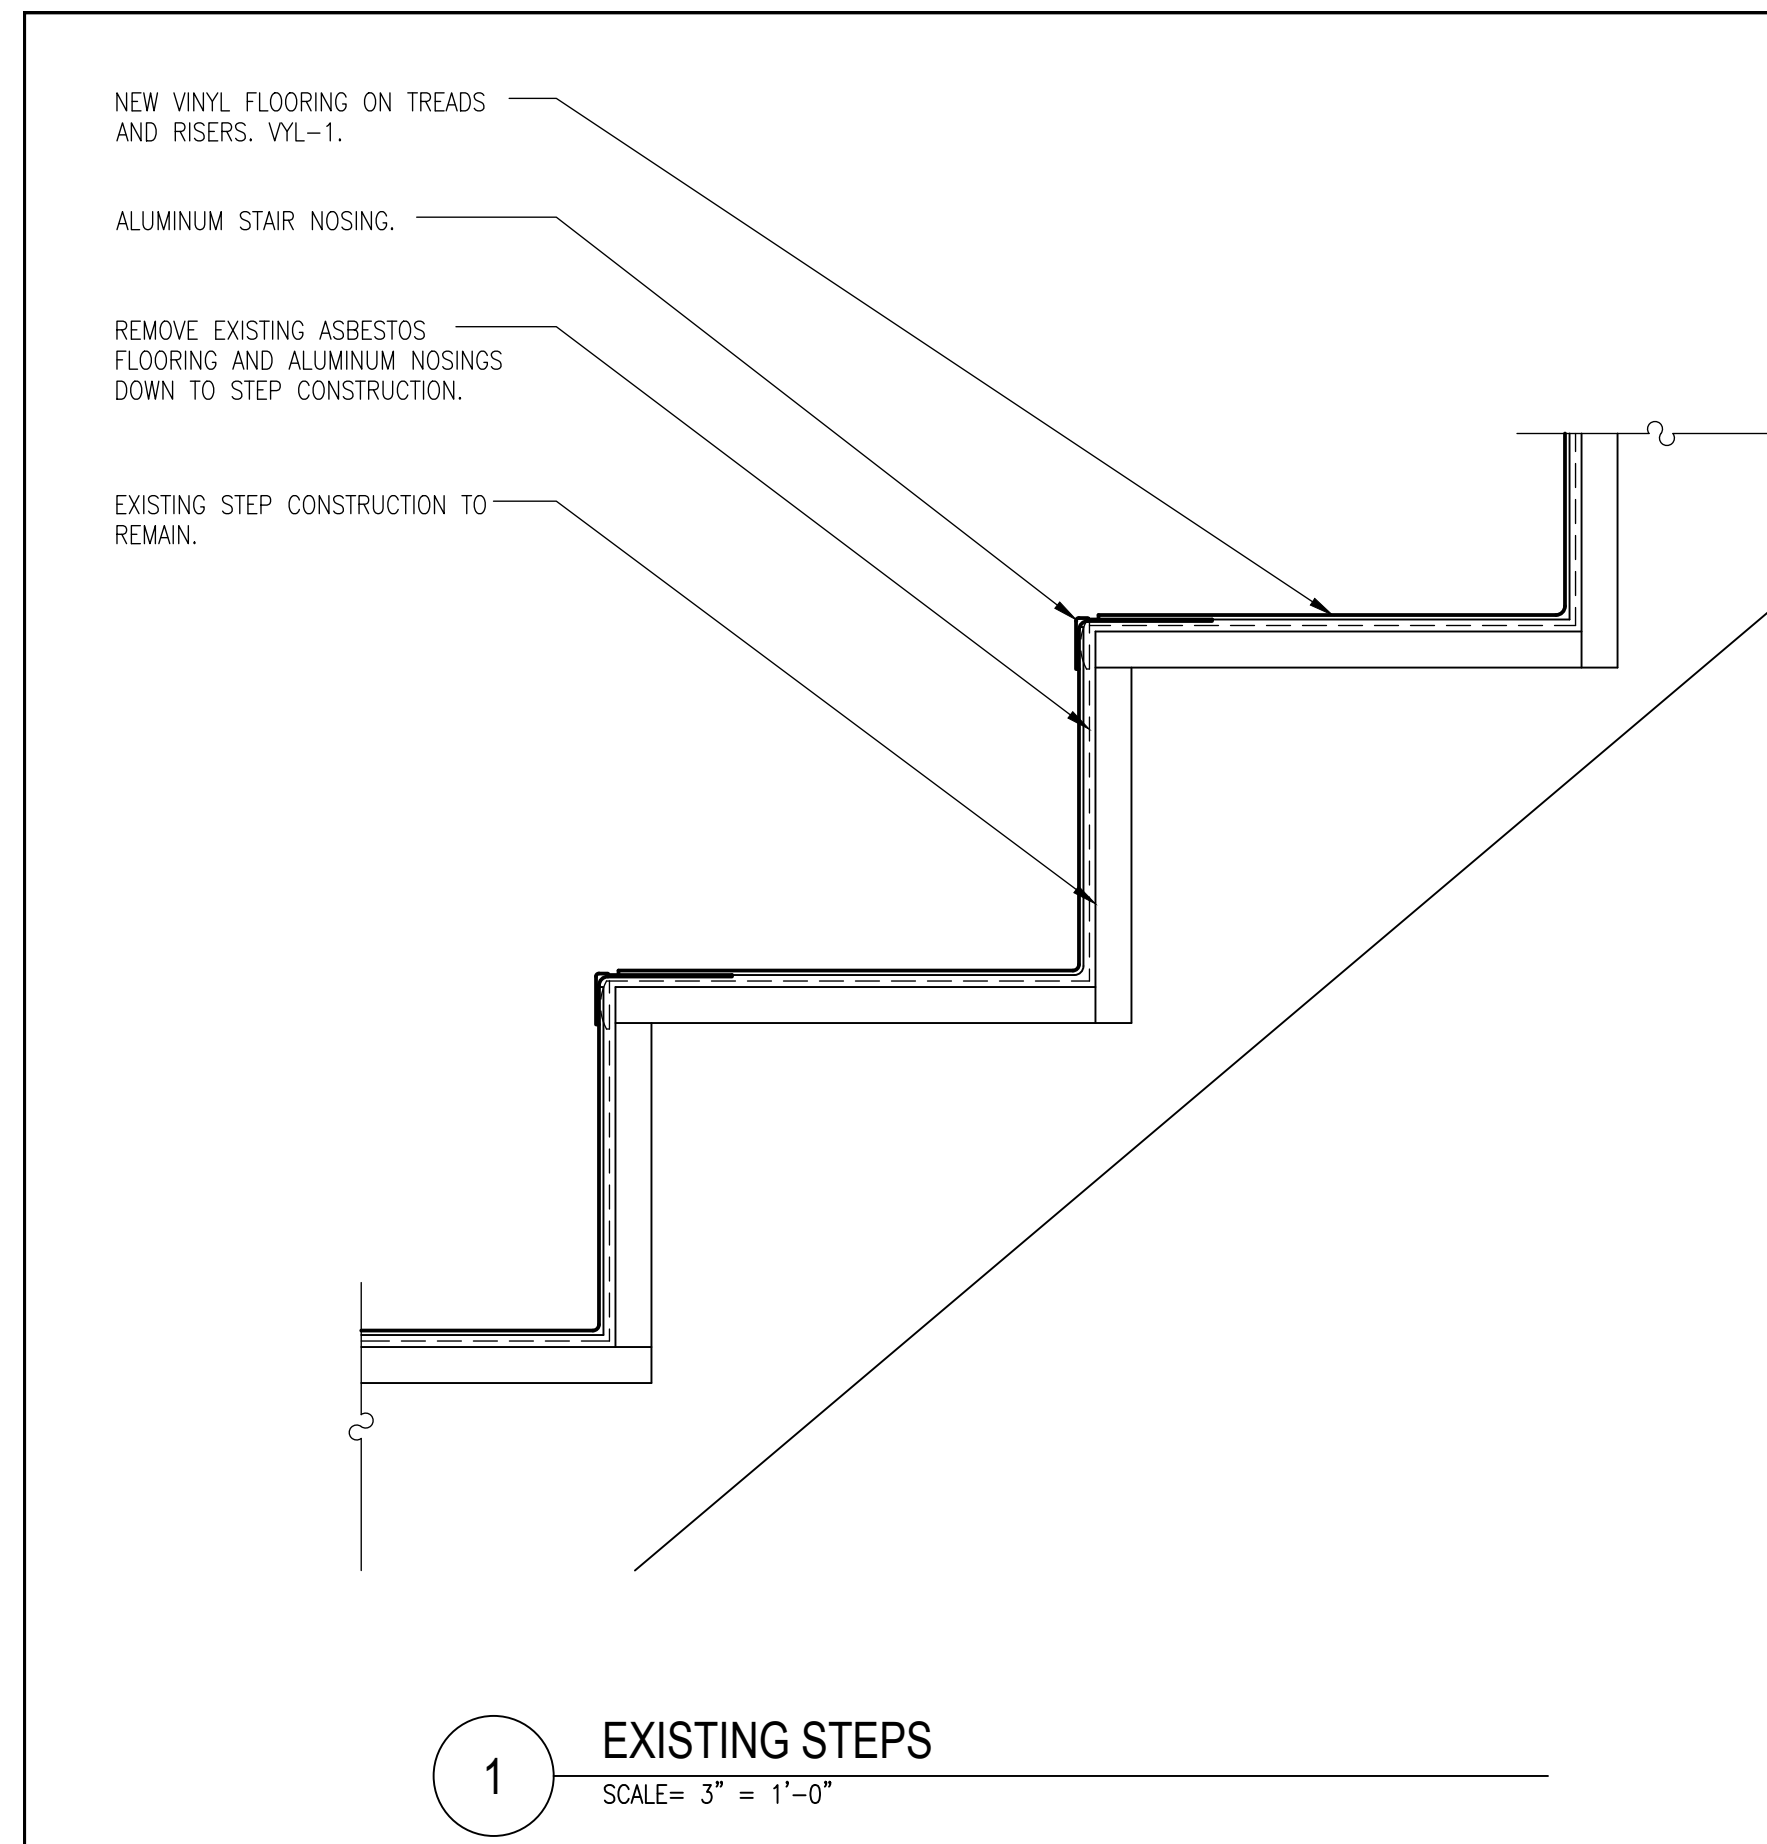 NEW VINYL FLOORING ON TREADS
AND RISERS. VYL-1.
ALUMINUM STAIR NOSING.
REMOVE EXISTING ASBESTOS
FLOORING AND ALUMINUM NOSINGS
DOWN TO STEP CONSTRUCTION.
EXISTING STEP CONSTRUCTION TO
REMAIN.
1
EXISTING STEPS
SCALE= 3" = 1'-0"